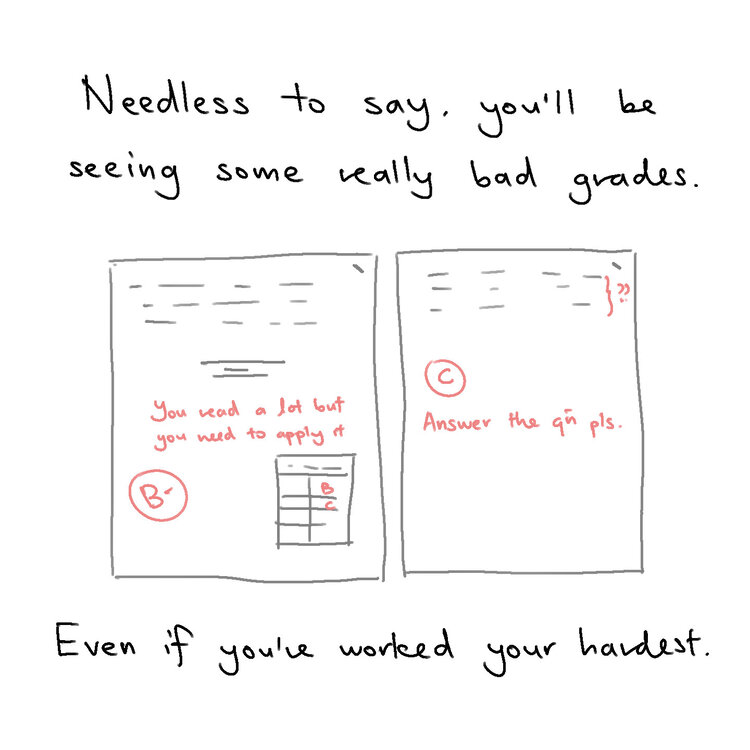 Needless to say, you'll be
seeing some really bad grades.
You read a lot but
you need to apply it
B-
B
C
}??
C
Answer the qñ pls.
Even if you've worked your hardest.